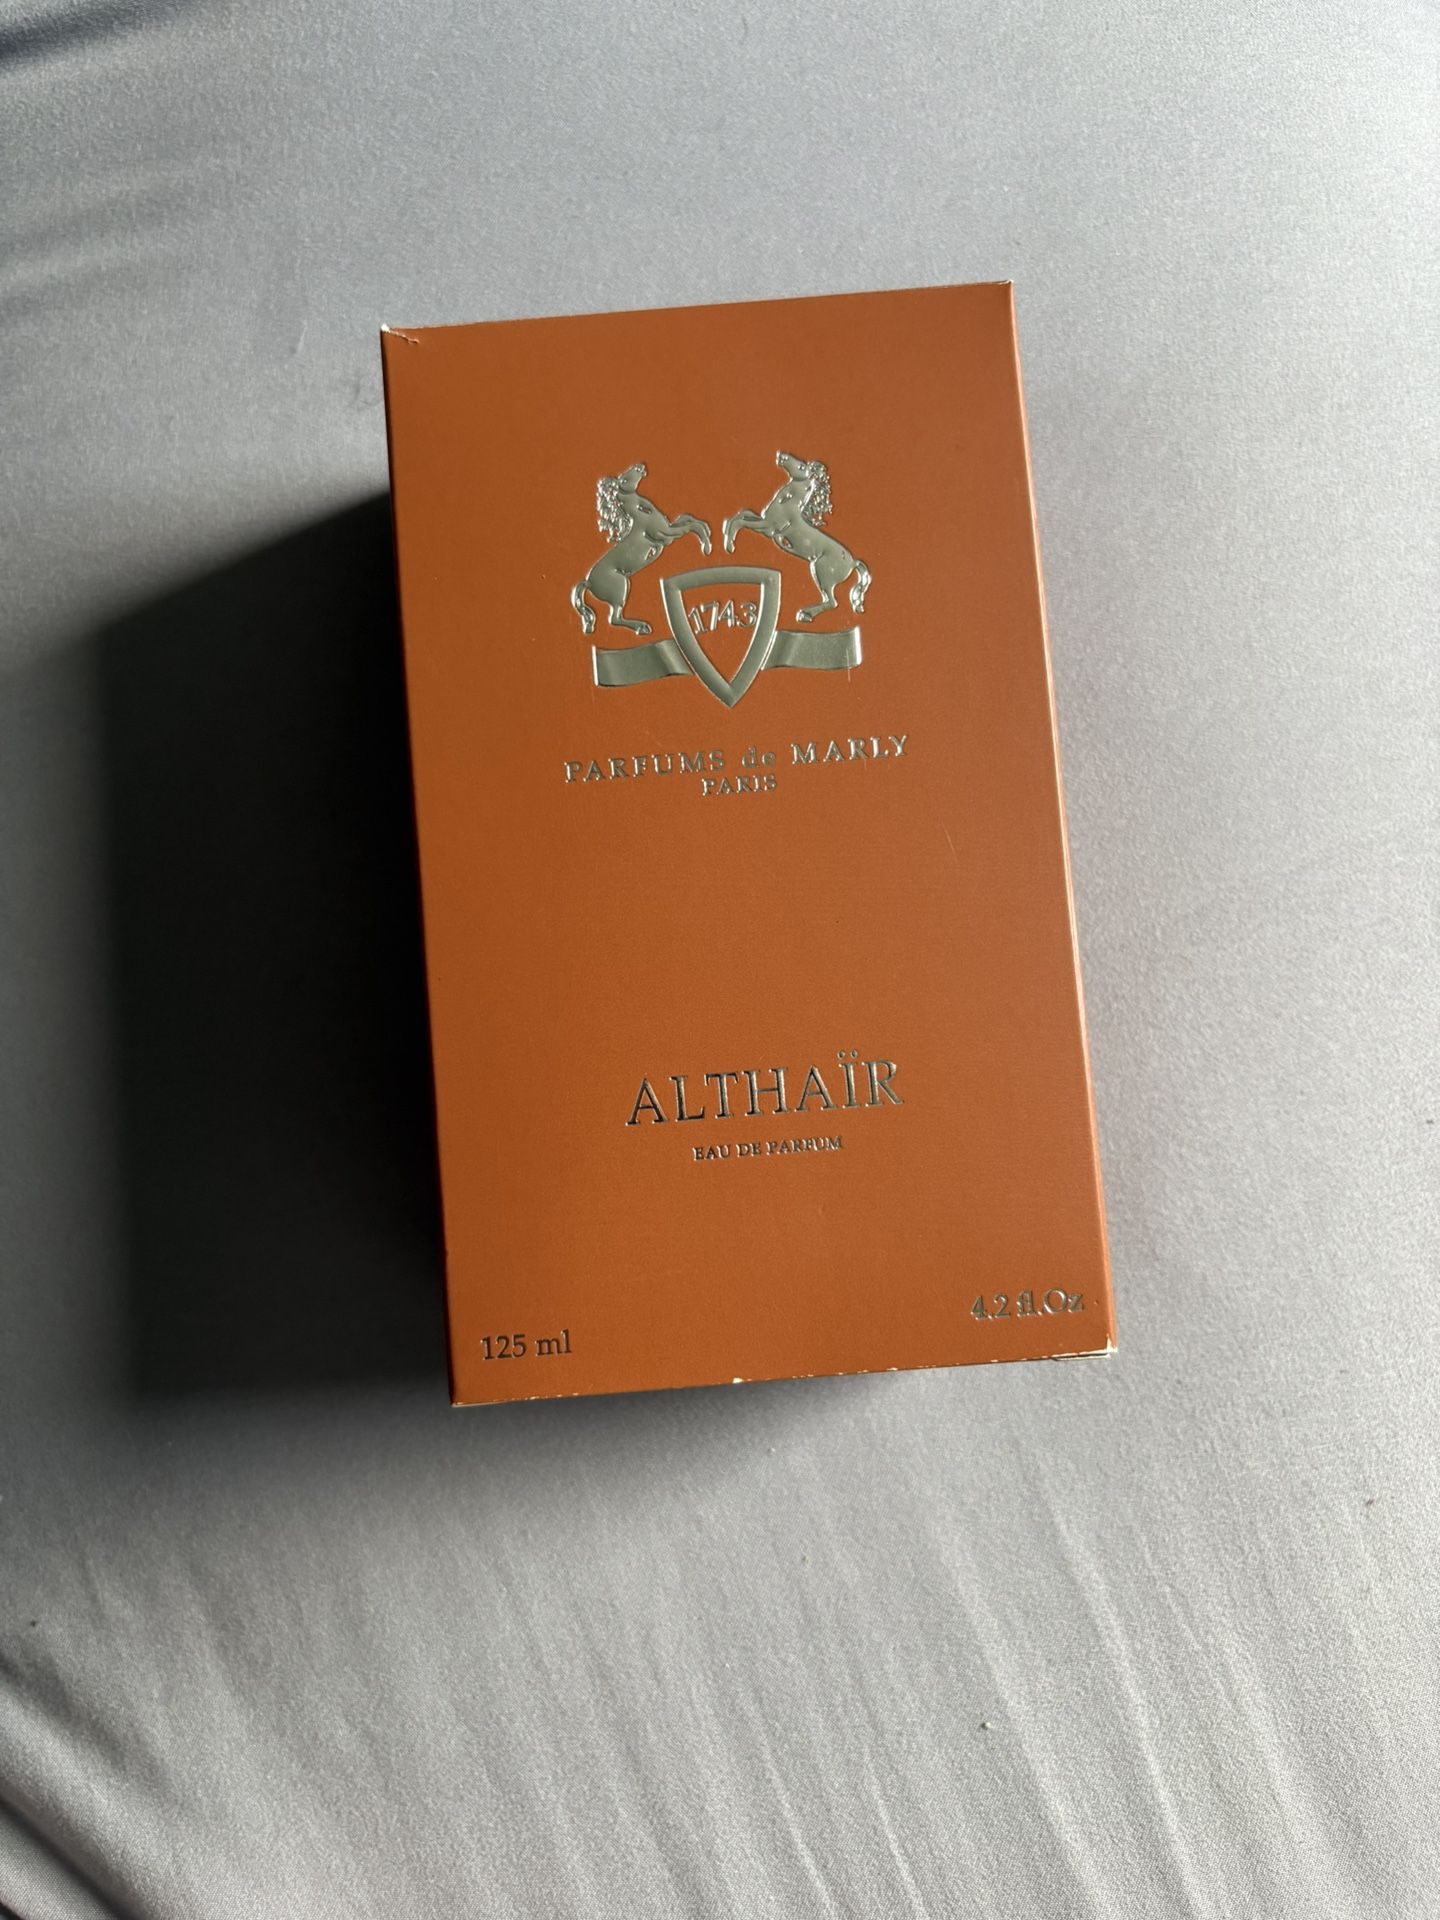 1743
PARFUMS de MARLY
PARIS
ALTHAÏR
EAU DE PARFUM
125 ml
4.2 fl.Oz